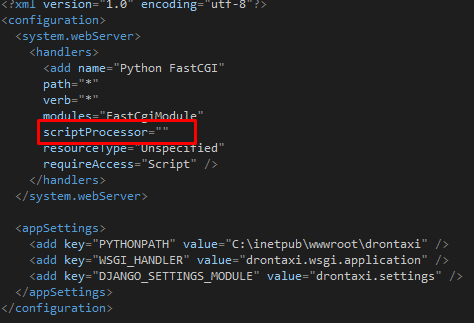 <?xml version="1.0" encoding="utf-8"?>
<configuration>
<system.webServer>
<handlers>
<add name="Python FastCGI"
path="*"
verb="*"
modules="FastCgiModule"
scriptProcessor=""
resourceType="Unspecified"
requireAccess="Script" />
</handlers>
</system.webServer>
<appSettings>
<add key="PYTHONPATH" value="C:\inetpub\wwwroot\drontaxi" />
<add key="WSGI_HANDLER" value="drontaxi.wsgi.application" />
<add key="DJANGO_SETTINGS_MODULE" value="drontaxi.settings" />
</appSettings>
</configuration>